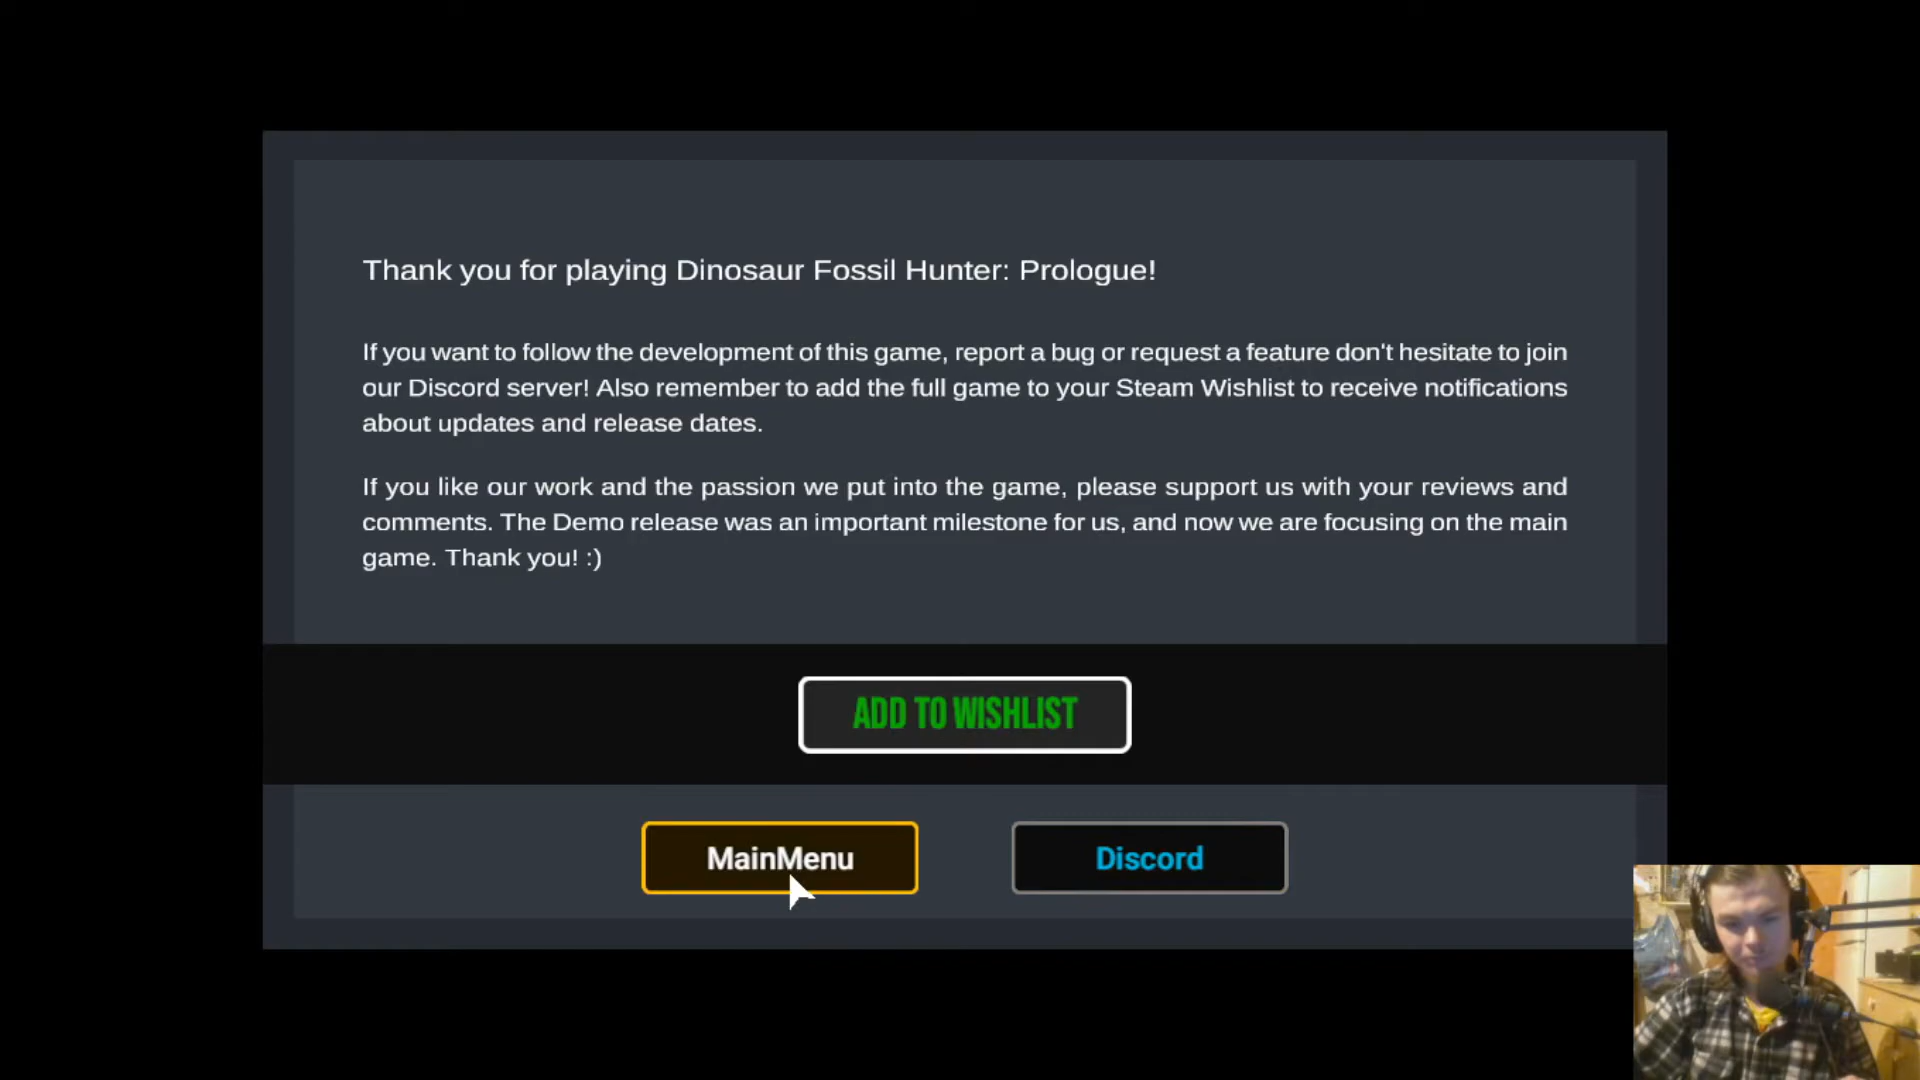 Thank you for playing Dinosaur Fossil Hunter: Prologue!
If you want to follow the development of this game, report a bug or request a feature don't hesitate to join
our Discord server! Also remember to add the full game to your Steam Wishlist to receive notifications
about updates and release dates.
If you like our work and the passion we put into the game, please support us with your reviews and
comments. The Demo release was an important milestone for us, and now we are focusing on the main
game. Thank you! :)
ADD TO WISHLIST
MainMenu
Discord